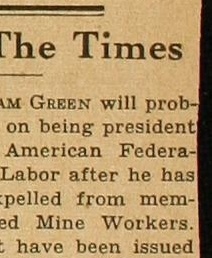 The Times
AM GREEN will prob-
on being president
American Federa-
Labor after he has
xpelled from mem-
ed Mine Workers.
t have been issued